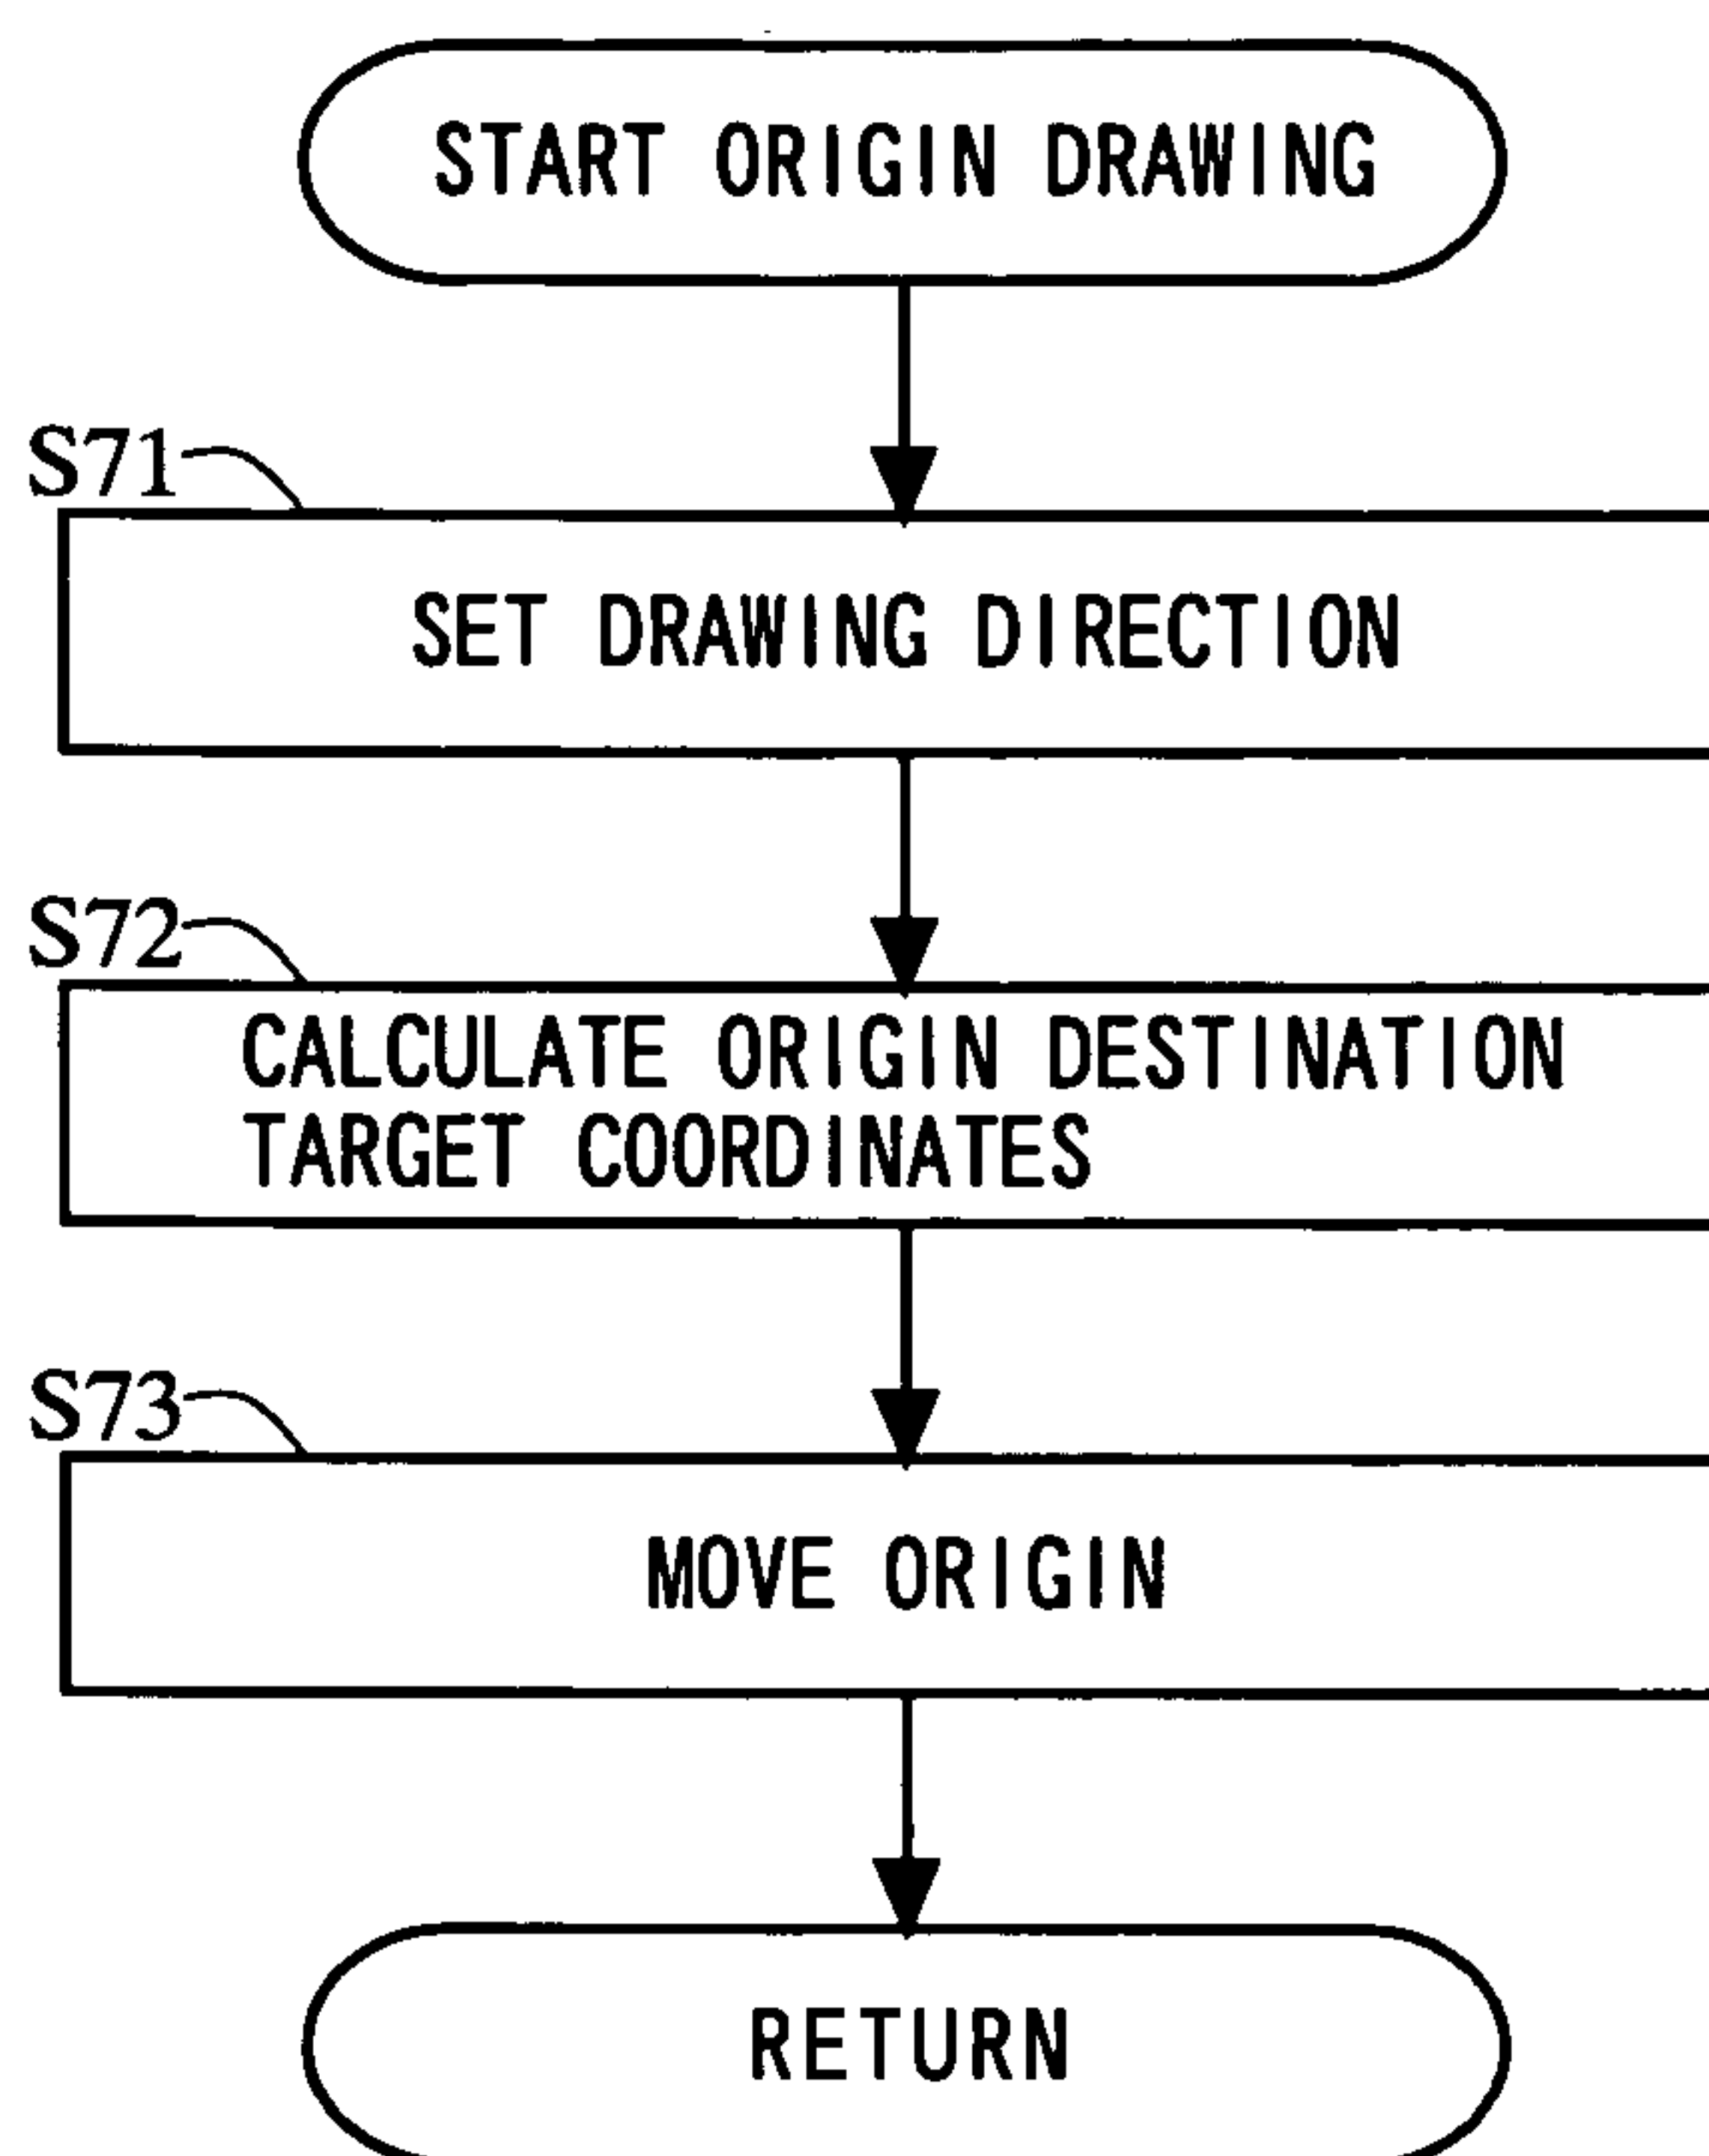 START ORIGIN DRAWING
S71
SET DRAWING DIRECTION
S72
CALCULATE ORIGIN DESTINATION
TARGET COORDINATES
S73
MOVE ORIGIN
RETURN